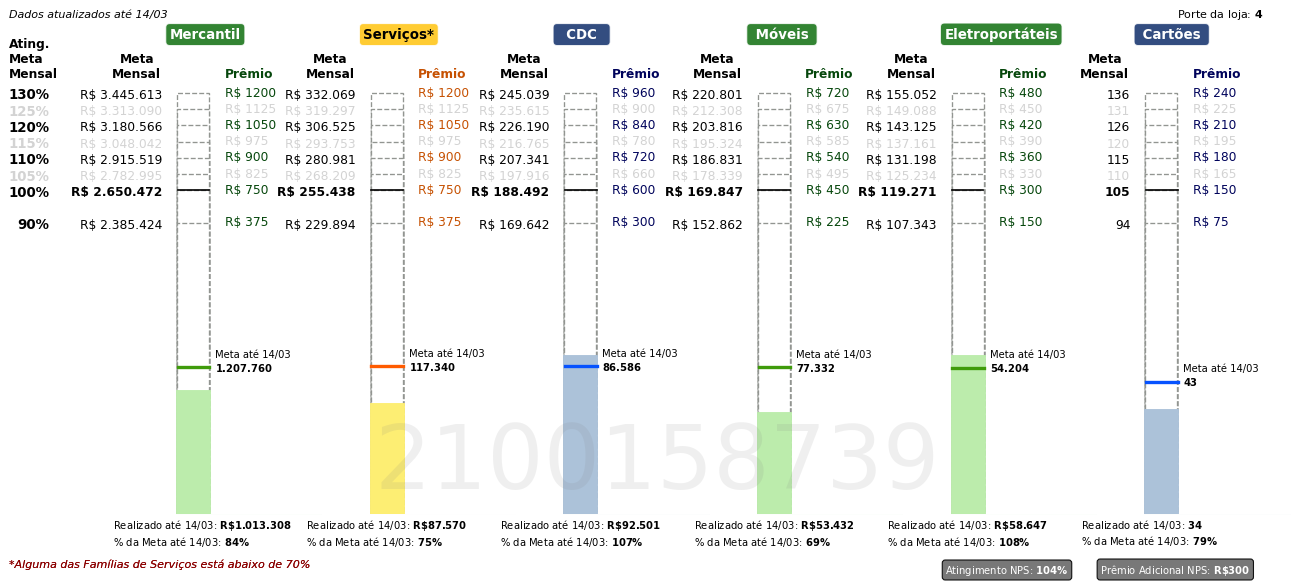 Dados atualizados até 14/03
Porte da loja: 4
Mercantil Serviços* CDC Móveis Eletroportáteis Cartões
Ating. Meta Mensal
Meta Mensal Prêmio Meta Mensal Prêmio Meta Mensal Prêmio Meta Mensal Prêmio Meta Mensal Prêmio Meta Mensal Prêmio
130% R$ 3.445.613 R$ 1200 R$ 332.069 R$ 1200 R$ 245.039 R$ 960 R$ 220.801 R$ 720 R$ 155.052 R$ 480 136 R$ 240
125% R$ 3.313.090 R$ 1125 R$ 319.297 R$ 1125 R$ 235.615 R$ 900 R$ 212.308 R$ 675 R$ 149.088 R$ 450 131 R$ 225
120% R$ 3.180.566 R$ 1050 R$ 306.525 R$ 1050 R$ 226.190 R$ 840 R$ 203.816 R$ 630 R$ 143.125 R$ 420 126 R$ 210
115% R$ 3.048.042 R$ 975 R$ 293.753 R$ 975 R$ 216.765 R$ 780 R$ 195.324 R$ 585 R$ 137.161 R$ 390 120 R$ 195
110% R$ 2.915.519 R$ 900 R$ 280.981 R$ 900 R$ 207.341 R$ 720 R$ 186.831 R$ 540 R$ 131.198 R$ 360 115 R$ 180
105% R$ 2.782.995 R$ 825 R$ 268.209 R$ 825 R$ 197.916 R$ 660 R$ 178.339 R$ 495 R$ 125.234 R$ 330 110 R$ 165
100% R$ 2.650.472 R$ 750 R$ 255.438 R$ 750 R$ 188.492 R$ 600 R$ 169.847 R$ 450 R$ 119.271 R$ 300 105 R$ 150
90% R$ 2.385.424 R$ 375 R$ 229.894 R$ 375 R$ 169.642 R$ 300 R$ 152.862 R$ 225 R$ 107.343 R$ 150 94 R$ 75
Meta até 14/03 Meta até 14/03 Meta até 14/03 Meta até 14/03 Meta até 14/03 Meta até 14/03
1.207.760 117.340 86.586 77.332 54.204 43
2100158739
Realizado até 14/03: R$1.013.308 Realizado até 14/03: R$87.570 Realizado até 14/03: R$92.501 Realizado até 14/03: R$53.432 Realizado até 14/03: R$58.647 Realizado até 14/03: 34
% da Meta até 14/03: 84% % da Meta até 14/03: 75% % da Meta até 14/03: 107% % da Meta até 14/03: 69% % da Meta até 14/03: 108% % da Meta até 14/03: 79%
*Alguma das Famílias de Serviços está abaixo de 70%
Atingimento NPS: 104% Prêmio Adicional NPS: R$300